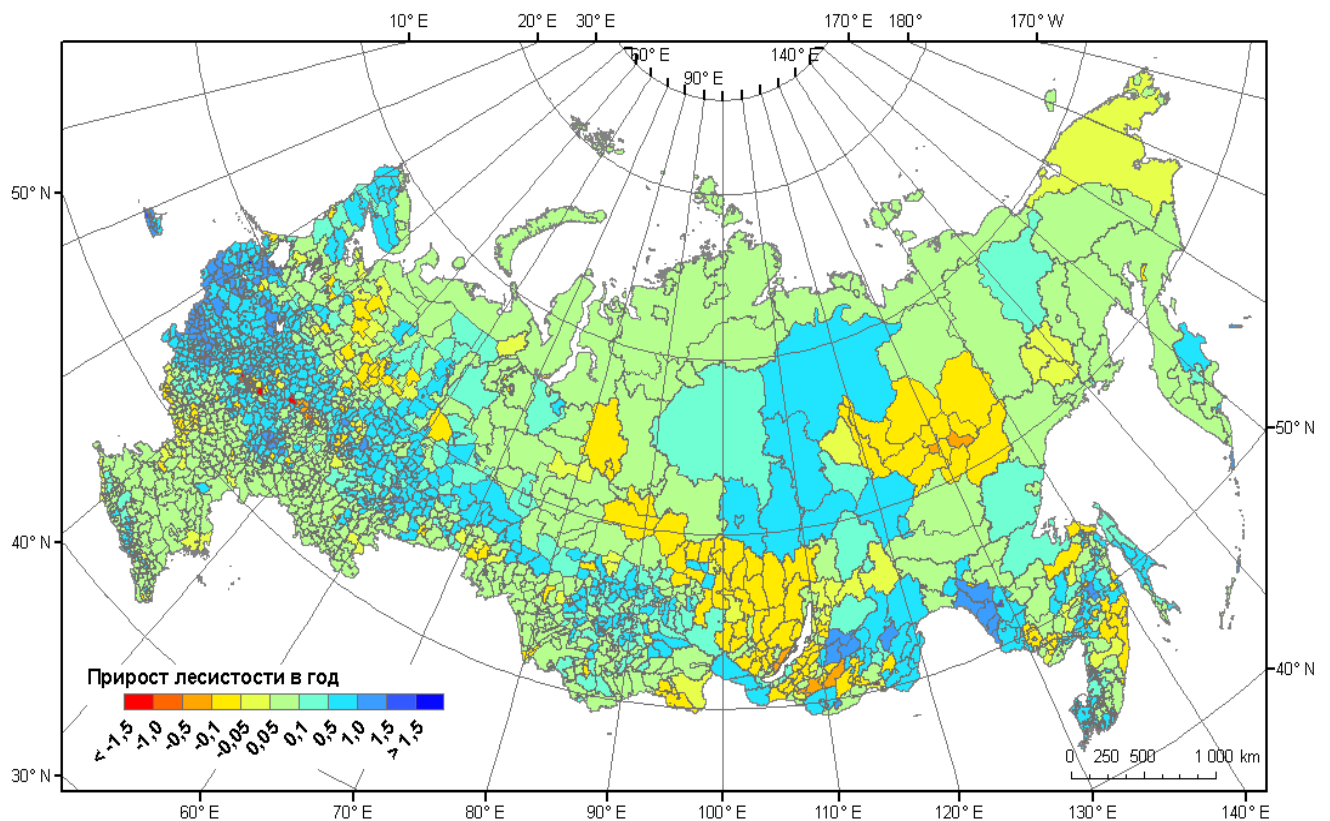 10° E 20° E 30° E 170° E 180° 170° W
60° E 140° E
90° E
50° N
50° N
40° N
40° N
30° N
Прирост лесистости в год
< -1,5 -1,0 -0,5 -0,1 -0,05 0,05 0,1 0,5 1,0 1,5 > 1,5
0 250 500 1 000 km
60° E 70° E 80° E 90° E 100° E 110° E 120° E 130° E 140° E